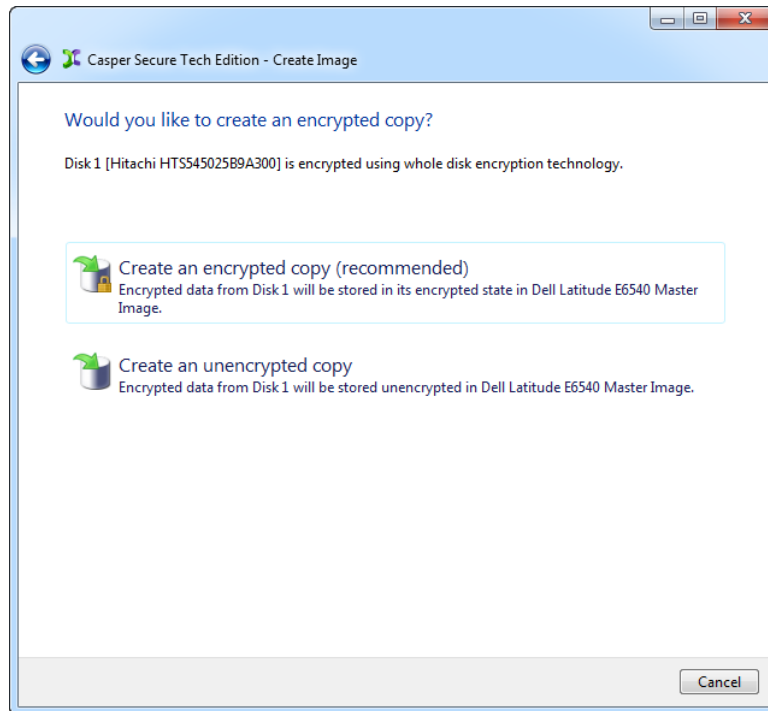 Casper Secure Tech Edition - Create Image
Would you like to create an encrypted copy?
Disk 1 [Hitachi HTS545025B9A300] is encrypted using whole disk encryption technology.
Create an encrypted copy (recommended)
Encrypted data from Disk 1 will be stored in its encrypted state in Dell Latitude E6540 Master
Image.
Create an unencrypted copy
Encrypted data from Disk 1 will be stored unencrypted in Dell Latitude E6540 Master Image.
Cancel